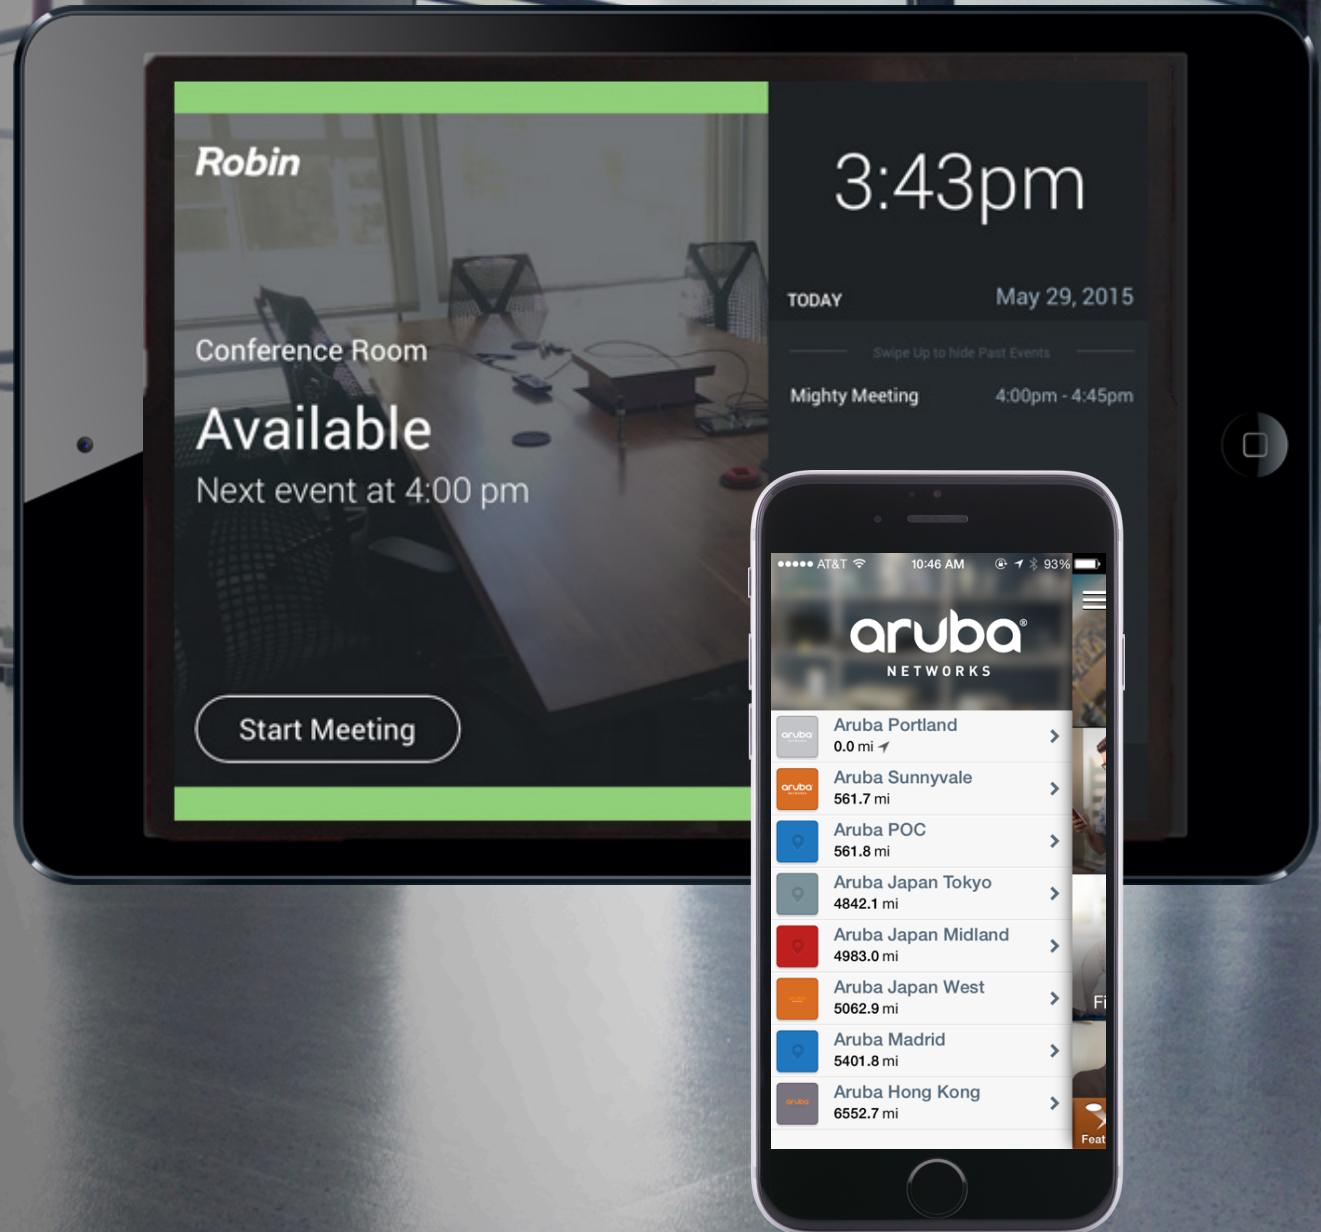 Robin
Conference Room
Available
Next event at 4:00 pm
Start Meeting
3:43pm
TODAY May 29, 2015
Swipe Up to hide Past Events
Mighty Meeting 4:00pm - 4:45pm
AT&T 10:46 AM 93%
aruba®
NETWORKS
aruba
Aruba Portland
0.0 mi
aruba
Aruba Sunnyvale
561.7 mi
Aruba POC
561.8 mi
Aruba Japan Tokyo
4842.1 mi
Aruba Japan Midland
4983.0 mi
Aruba Japan West
5062.9 mi
Aruba Madrid
5401.8 mi
aruba
Aruba Hong Kong
6552.7 mi
Fi
Feat